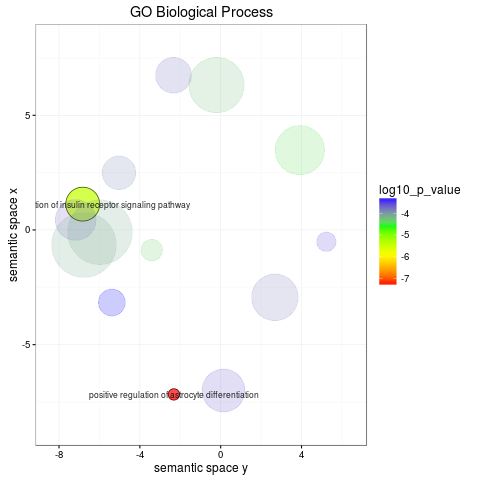 GO Biological Process
semantic space x
5
0
-5
tion of insulin receptor signaling pathway
positive regulation of astrocyte differentiation
-8
-4
0
4
semantic space y
log10_p_value
-4
-5
-6
-7